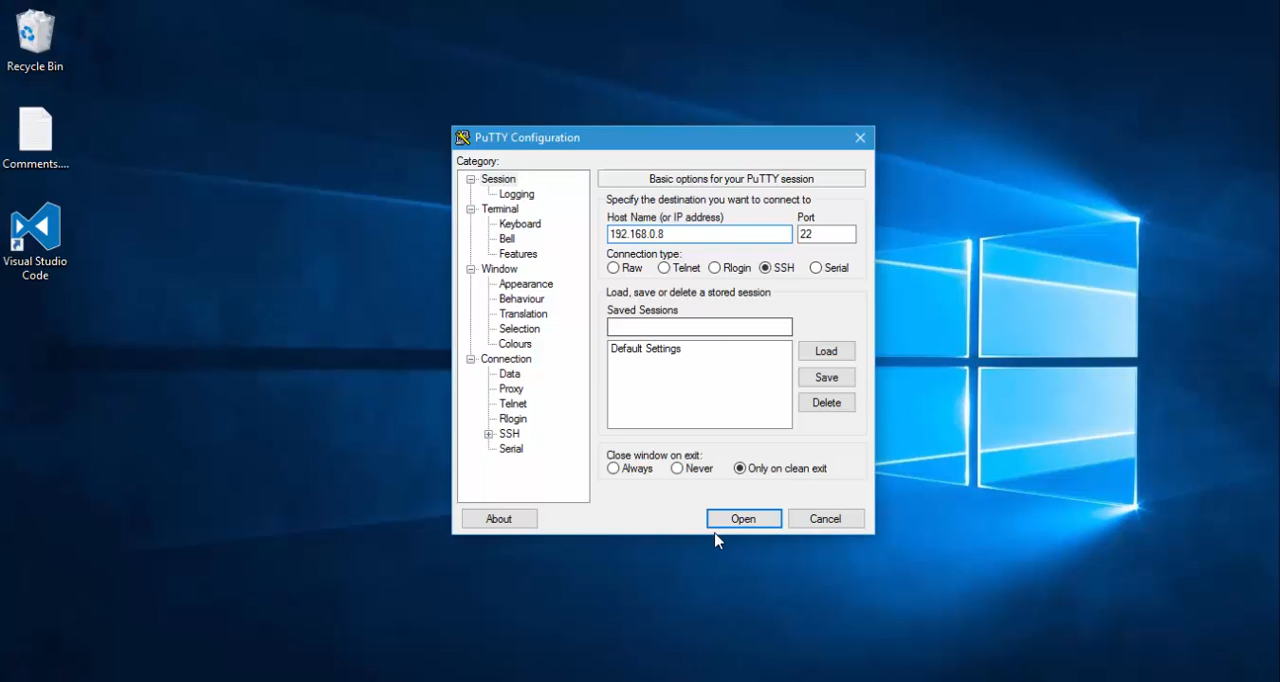 Recycle Bin
Comments....
Visual Studio
Code
PuTTY Configuration
Category:
Session
Logging
Terminal
Keyboard
Bell
Features
Window
Appearance
Behaviour
Translation
Selection
Colours
Connection
Data
Proxy
Telnet
Rlogin
SSH
Serial
Basic options for your PuTTY session
Specify the destination you want to connect to
Host Name (or IP address) Port
192.168.0.8 22
Connection type:
Raw Telnet Rlogin SSH Serial
Load, save or delete a stored session
Saved Sessions
Default Settings
Load
Save
Delete
Close window on exit:
Always Never Only on clean exit
About Open Cancel